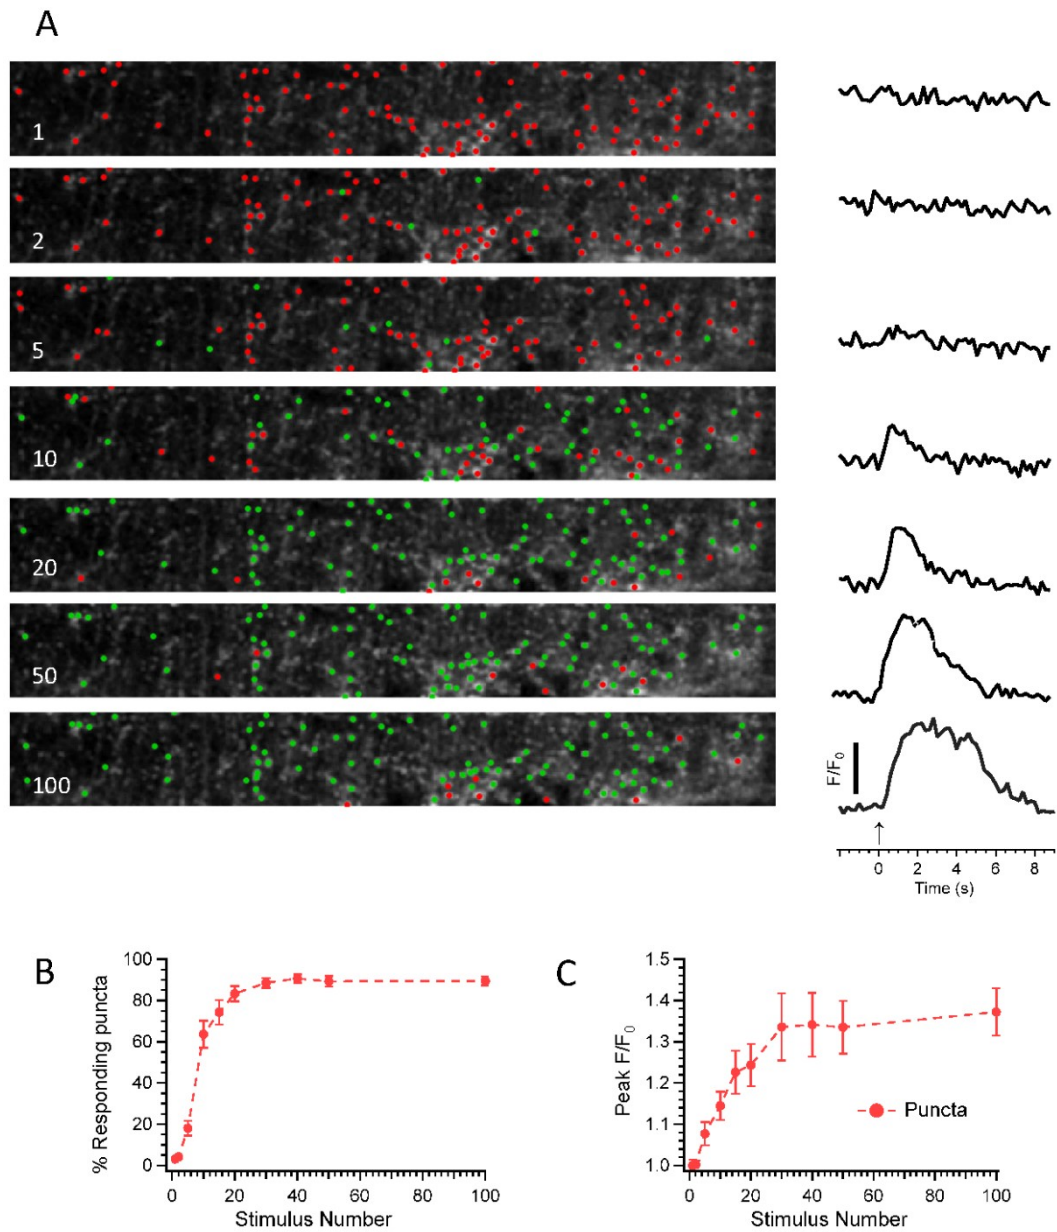 A
1
2
5
10
20
50
100
F/F0
↑
0 2 4 6 8
Time (s)
B
% Responding puncta
100
80
60
40
20
0
0 20 40 60 80 100
Stimulus Number
C
Peak F/F0
1.5
1.4
1.3
1.2
1.1
1.0
Puncta
0 20 40 60 80 100
Stimulus Number